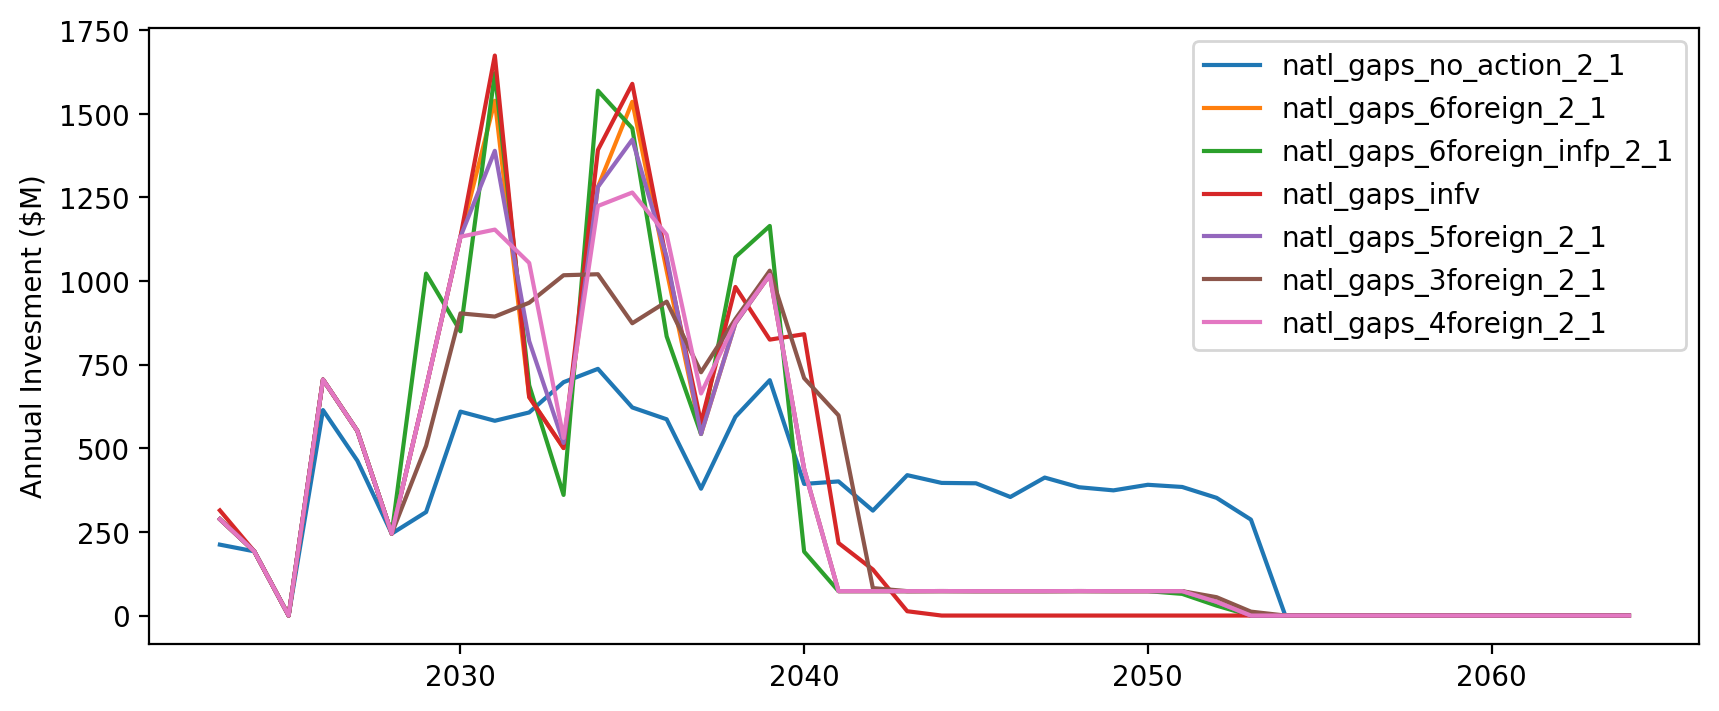 Annual Invesment ($M)
1750
1500
1250
1000
750
500
250
0
2030
2040
2050
2060
natl_gaps_no_action_2_1
natl_gaps_6foreign_2_1
natl_gaps_6foreign_infp_2_1
natl_gaps_infv
natl_gaps_5foreign_2_1
natl_gaps_3foreign_2_1
natl_gaps_4foreign_2_1